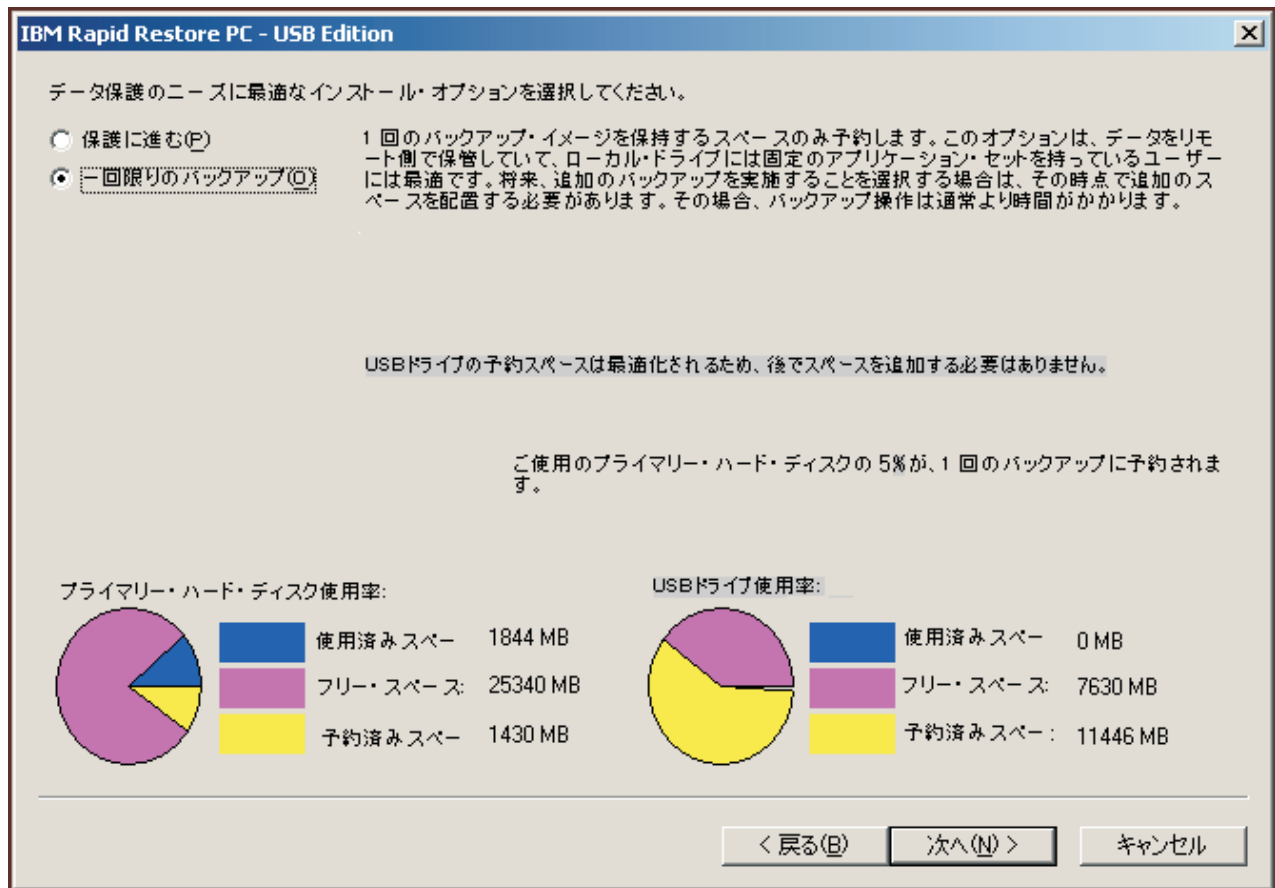 IBM Rapid Restore PC - USB Edition
データ保護のニーズに最適なインストール・オプションを選択してください。
保護に進む(P)
一回限りのバックアップ(O)
1 回のバックアップ・イメージを保持するスペースのみ予約します。このオプションは、データをリモ
ート側で保管していて、ローカル・ドライブには固定のアプリケーション・セットを持っているユーザー
には最適です。将来、追加のバックアップを実施することを選択する場合は、その時点で追加のス
ペースを配置する必要があります。その場合、バックアップ操作は通常より時間がかかります。
USBドライブの予約スペースは最適化されるため、後でスペースを追加する必要はありません。
ご使用のプライマリー・ハード・ディスクの 5%が、1 回のバックアップに予約されま
す。
プライマリー・ハード・ディスク使用率:
使用済みスペー 1844 MB
フリー・スペース: 25340 MB
予約済みスペー 1430 MB
USBドライブ使用率:
使用済みスペー 0 MB
フリー・スペース: 7630 MB
予約済みスペー : 11446 MB
< 戻る(B)
次へ(N) >
キャンセル